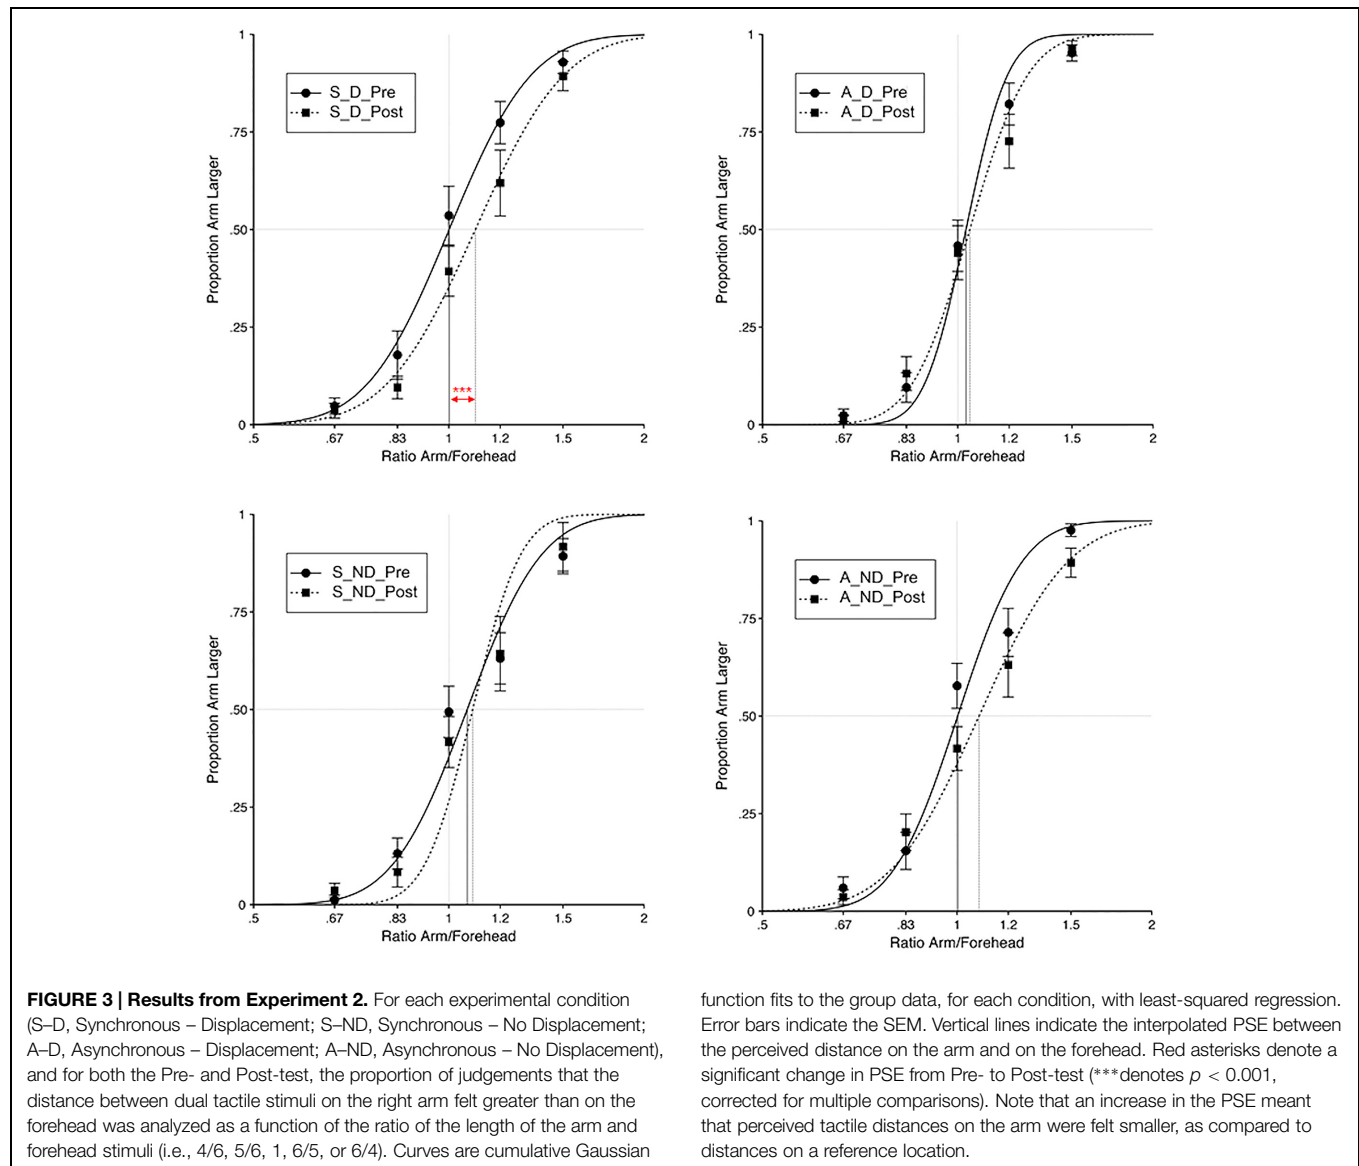 1
.75
.50
.25
0
Proportion Arm Larger
S_D_Pre
S_D_Post
***
.5 .67 .83 1 1.2 1.5 2
Ratio Arm/Forehead
1
.75
.50
.25
0
Proportion Arm Larger
A_D_Pre
A_D_Post
.5 .67 .83 1 1.2 1.5 2
Ratio Arm/Forehead
1
.75
.50
.25
0
Proportion Arm Larger
S_ND_Pre
S_ND_Post
.5 .67 .83 1 1.2 1.5 2
Ratio Arm/Forehead
1
.75
.50
.25
0
Proportion Arm Larger
A_ND_Pre
A_ND_Post
.5 .67 .83 1 1.2 1.5 2
Ratio Arm/Forehead
FIGURE 3 | Results from Experiment 2. For each experimental condition
(S–D, Synchronous – Displacement; S–ND, Synchronous – No Displacement;
A–D, Asynchronous – Displacement; A–ND, Asynchronous – No Displacement),
and for both the Pre- and Post-test, the proportion of judgements that the
distance between dual tactile stimuli on the right arm felt greater than on the
forehead was analyzed as a function of the ratio of the length of the arm and
forehead stimuli (i.e., 4/6, 5/6, 1, 6/5, or 6/4). Curves are cumulative Gaussian
function fits to the group data, for each condition, with least-squared regression.
Error bars indicate the SEM. Vertical lines indicate the interpolated PSE between
the perceived distance on the arm and on the forehead. Red asterisks denote a
significant change in PSE from Pre- to Post-test (***denotes p < 0.001,
corrected for multiple comparisons). Note that an increase in the PSE meant
that perceived tactile distances on the arm were felt smaller, as compared to
distances on a reference location.